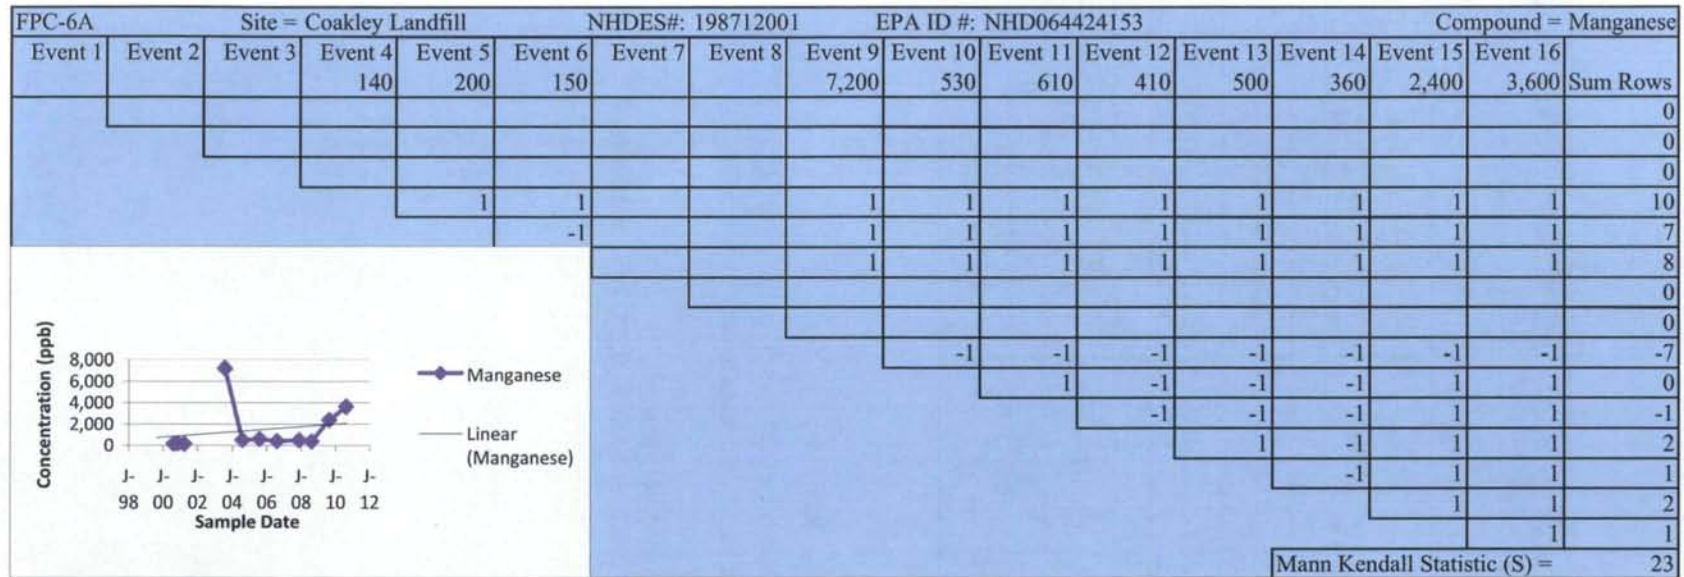 FPC-6A Site = Coakley Landfill NHDES#: 198712001 EPA ID #: NHD064424153 Compound = Manganese
Event 1 Event 2 Event 3 Event 4 Event 5 Event 6 Event 7 Event 8 Event 9 Event 10 Event 11 Event 12 Event 13 Event 14 Event 15 Event 16
140 200 150 7,200 530 610 410 500 360 2,400 3,600 Sum Rows
0
0
0
1 1 1 1 1 1 1 1 1 1 10
-1 1 1 1 1 1 1 1 1 7
1 1 1 1 1 1 1 1 8
0
0
-1 -1 -1 -1 -1 -1 -1 -7
1 -1 -1 -1 1 1 0
-1 -1 -1 1 1 -1
1 -1 1 1 2
-1 1 1 1
1 1 2
1 1
Mann Kendall Statistic (S) = 23
Concentration (ppb)
8,000
6,000
4,000
2,000
0
J- J- J- J- J- J- J- J-
98 00 02 04 06 08 10 12
Sample Date
Manganese
Linear
(Manganese)